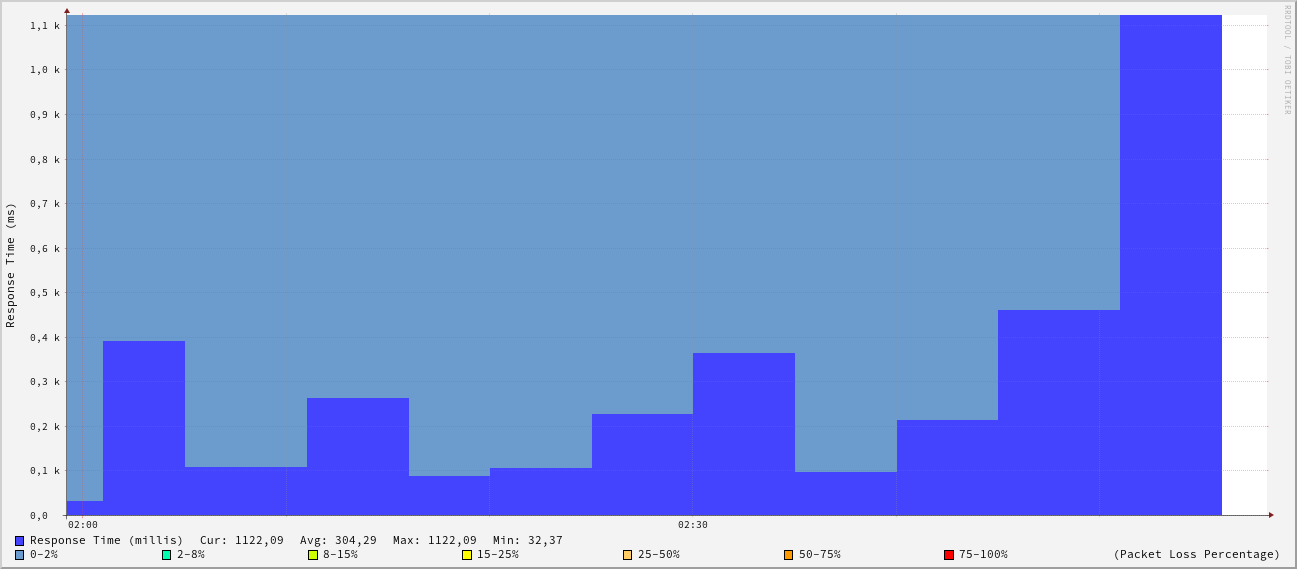 1,1 k
1,0 k
0,9 k
0,8 k
0,7 k
0,6 k
0,5 k
0,4 k
0,3 k
0,2 k
0,1 k
0,0
Response Time (ms)
RRDTOOL / TOBI OETIKER
02:00 02:30
Response Time (millis) Cur: 1122,09 Avg: 304,29 Max: 1122,09 Min: 32,37
0-2% 2-8% 8-15% 15-25% 25-50% 50-75% 75-100% (Packet Loss Percentage)